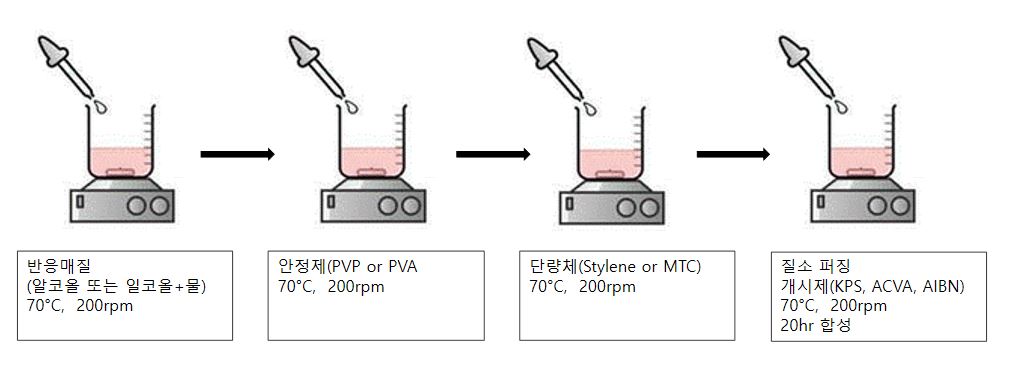 반응매질
(알코올 또는 일코올+물)
70°C, 200rpm
안정제(PVP or PVA
70°C, 200rpm
단량체(Stylene or MTC)
70°C, 200rpm
질소 퍼징
개시제(KPS, ACVA, AIBN)
70°C, 200rpm
20hr 합성